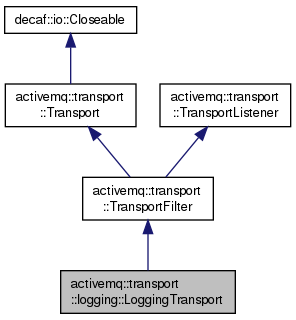 decaf::io::Closeable
activemq::transport
::Transport
activemq::transport
::TransportListener
activemq::transport
::TransportFilter
activemq::transport
::logging::LoggingTransport